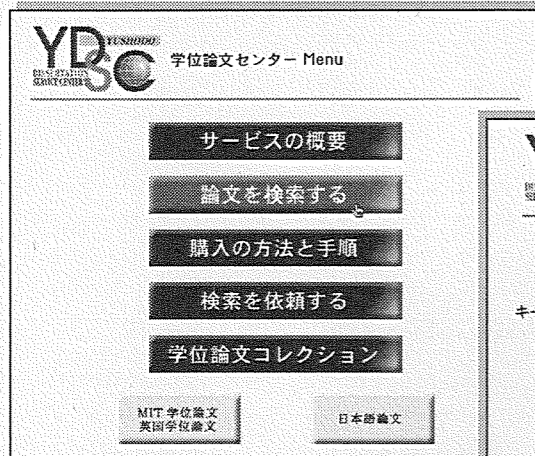 YDSC
YUSHODO
DISSERTATION
SERVICE CENTER
学位論文センター Menu
サービスの概要
論文を検索する
購入の方法と手順
検索を依頼する
学位論文コレクション
MIT 学位論文
英国学位論文
日本語論文
キー